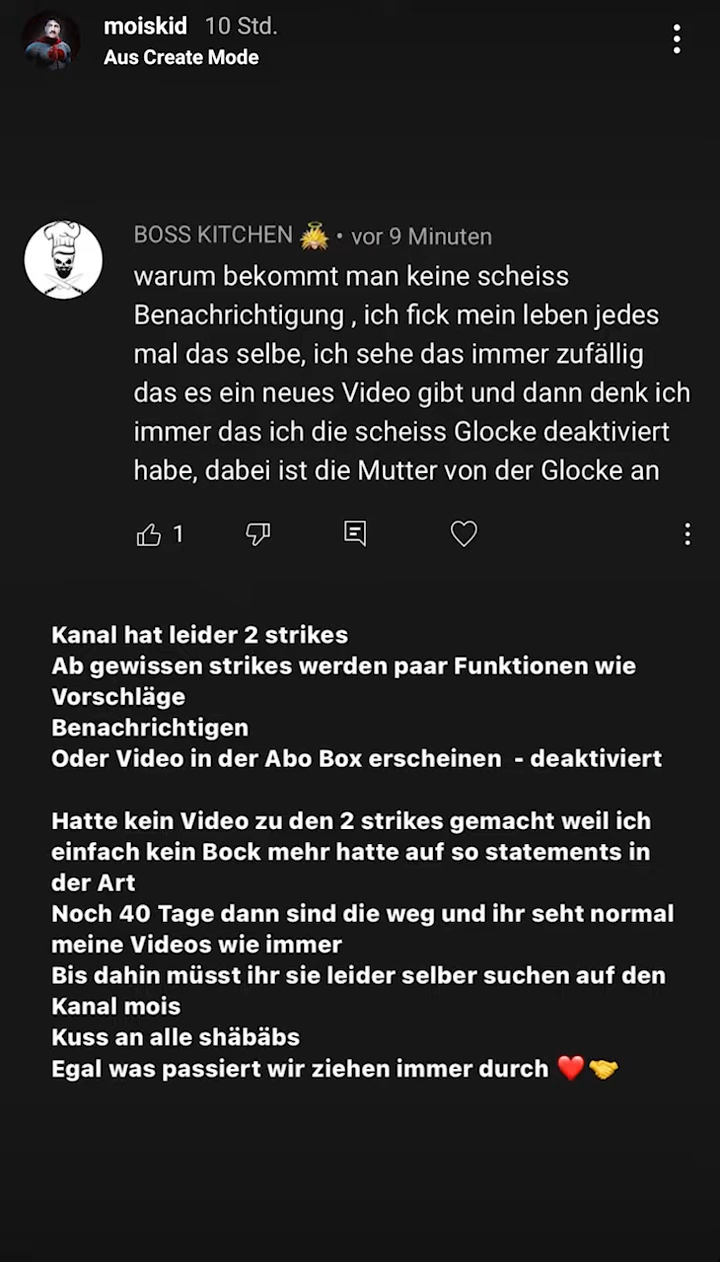 moiskid 10 Std.
Aus Create Mode
BOSS KITCHEN • vor 9 Minuten
warum bekommt man keine scheiss
Benachrichtigung , ich fick mein leben jedes
mal das selbe, ich sehe das immer zufällig
das es ein neues Video gibt und dann denk ich
immer das ich die scheiss Glocke deaktiviert
habe, dabei ist die Mutter von der Glocke an
1
Kanal hat leider 2 strikes
Ab gewissen strikes werden paar Funktionen wie
Vorschläge
Benachrichtigen
Oder Video in der Abo Box erscheinen - deaktiviert
Hatte kein Video zu den 2 strikes gemacht weil ich
einfach kein Bock mehr hatte auf so statements in
der Art
Noch 40 Tage dann sind die weg und ihr seht normal
meine Videos wie immer
Bis dahin müsst ihr sie leider selber suchen auf den
Kanal mois
Kuss an alle shäbäbs
Egal was passiert wir ziehen immer durch ❤️🤝